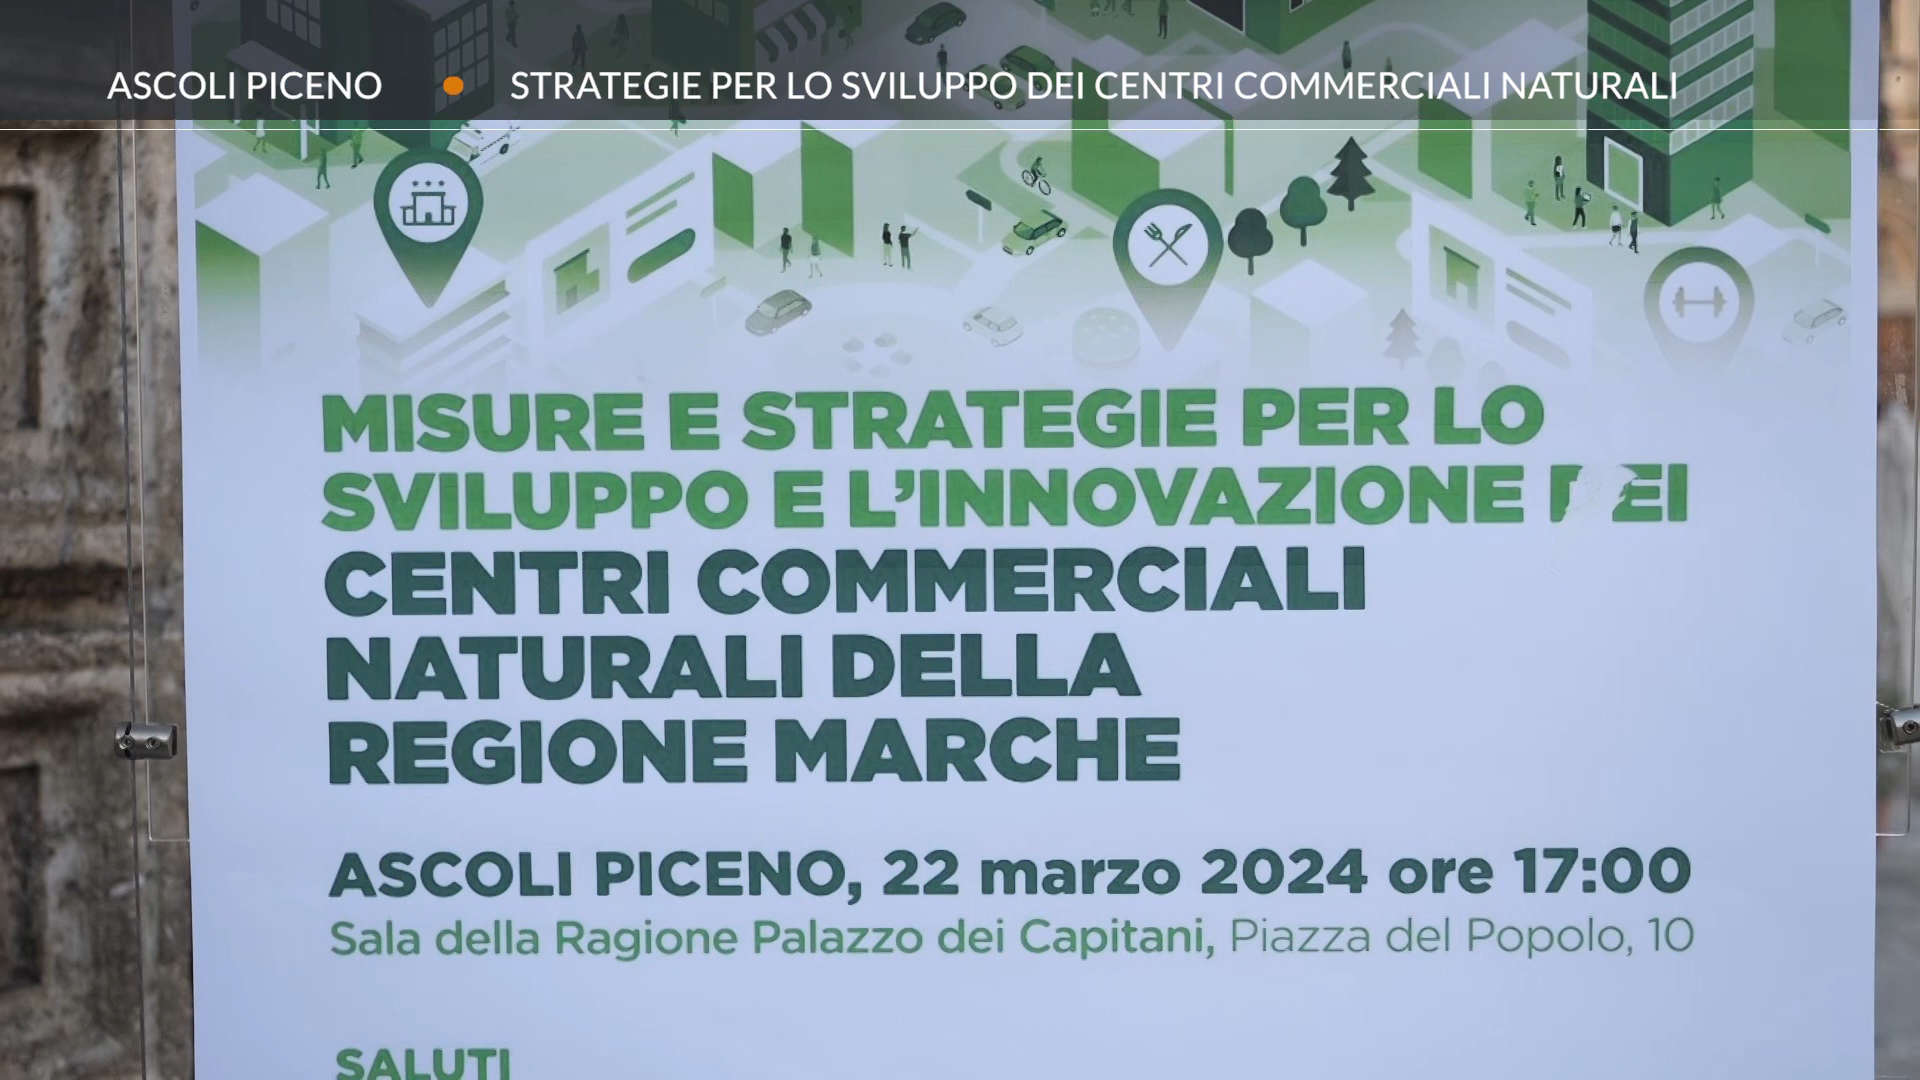 ASCOLI PICENO • STRATEGIE PER LO SVILUPPO DEI CENTRI COMMERCIALI NATURALI
MISURE E STRATEGIE PER LO
SVILUPPO E L'INNOVAZIONE DEI
CENTRI COMMERCIALI
NATURALI DELLA
REGIONE MARCHE
ASCOLI PICENO, 22 marzo 2024 ore 17:00
Sala della Ragione Palazzo dei Capitani, Piazza del Popolo, 10
SALUTI